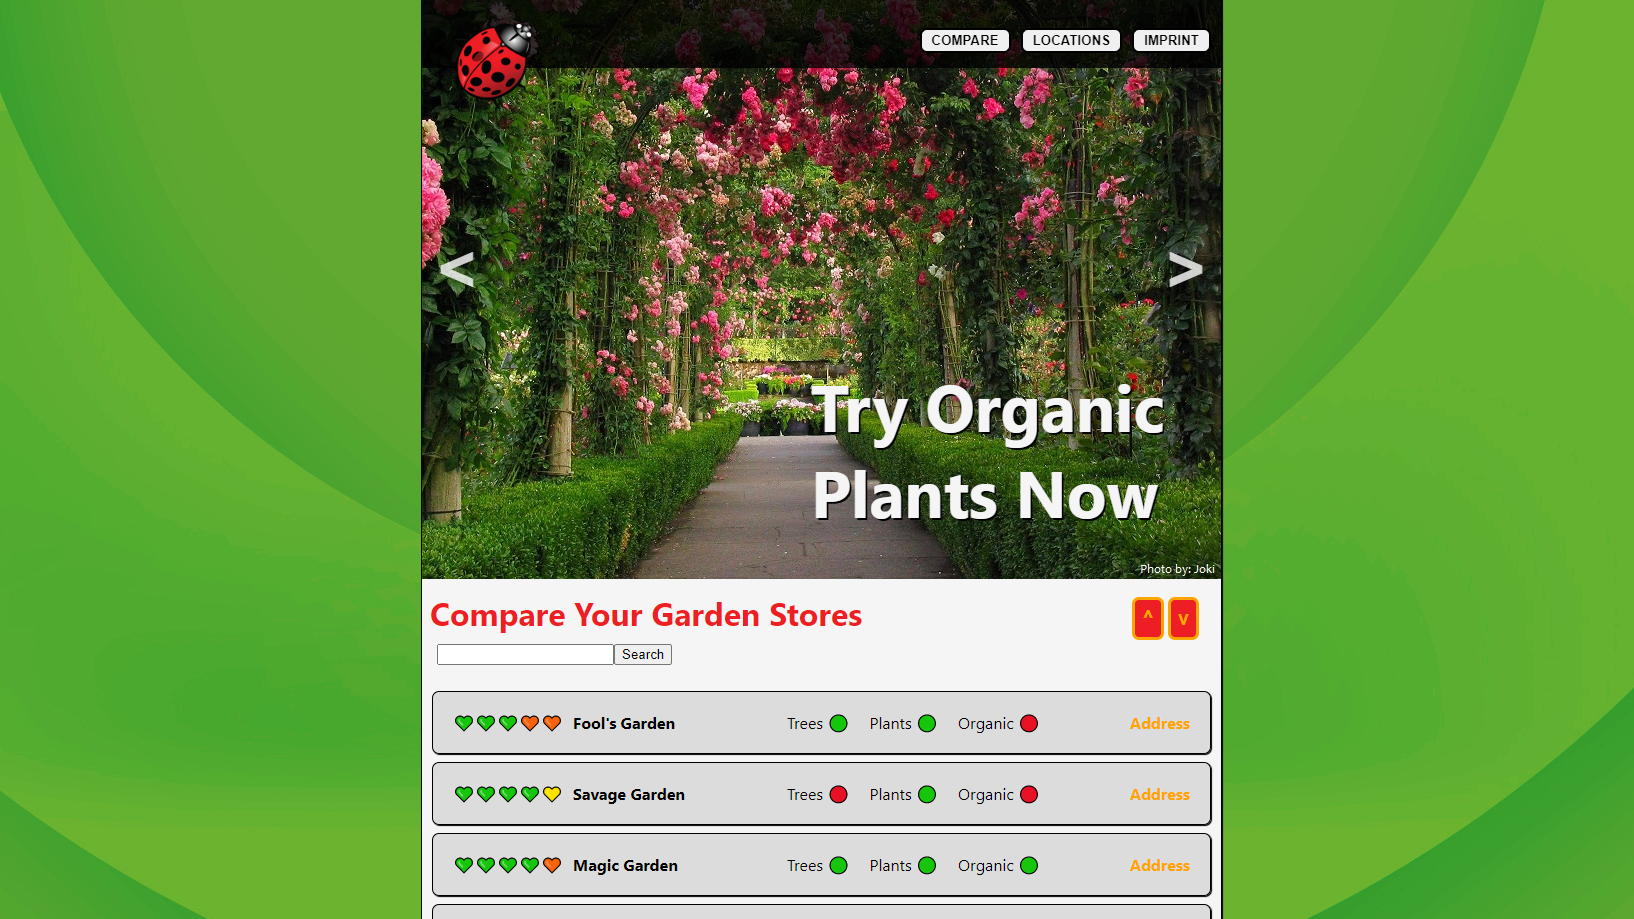 COMPARE LOCATIONS IMPRINT
< >
Try Organic
Plants Now
Photo by: Joki
Compare Your Garden Stores
^ v
Search
Fool's Garden Trees Plants Organic Address
Savage Garden Trees Plants Organic Address
Magic Garden Trees Plants Organic Address